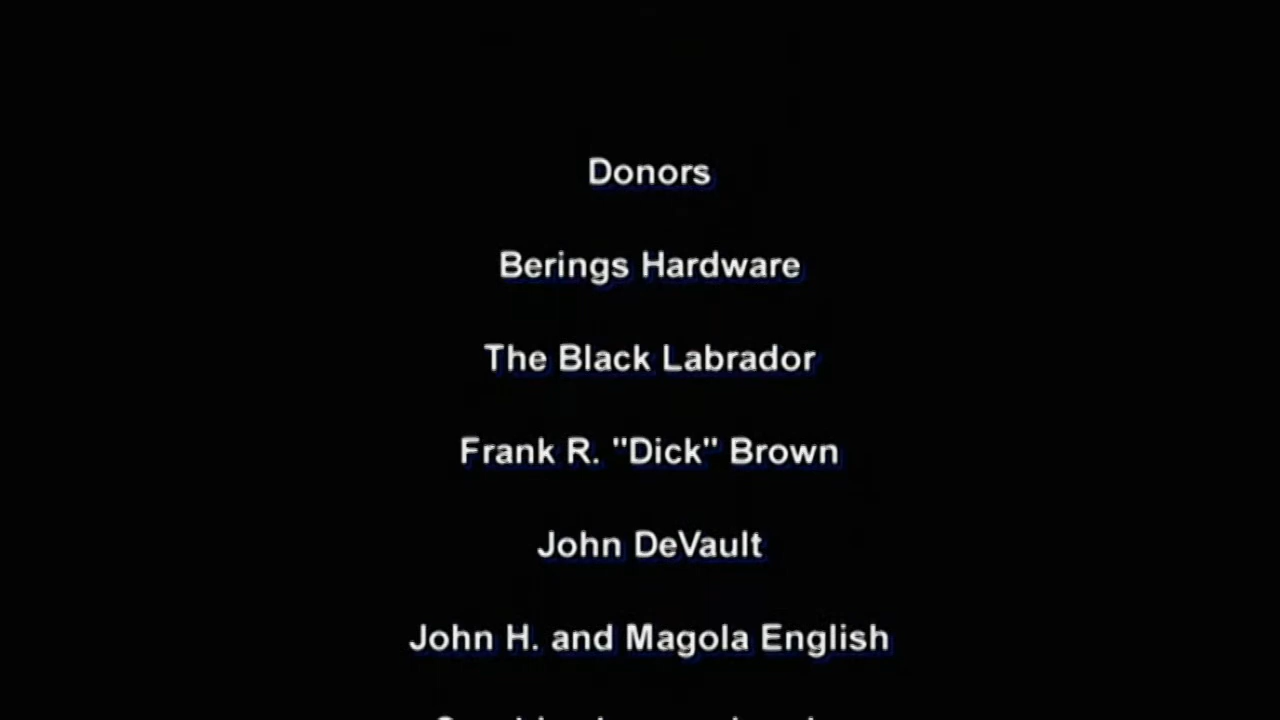 Donors
Berings Hardware
The Black Labrador
Frank R. "Dick" Brown
John DeVault
John H. and Magola English